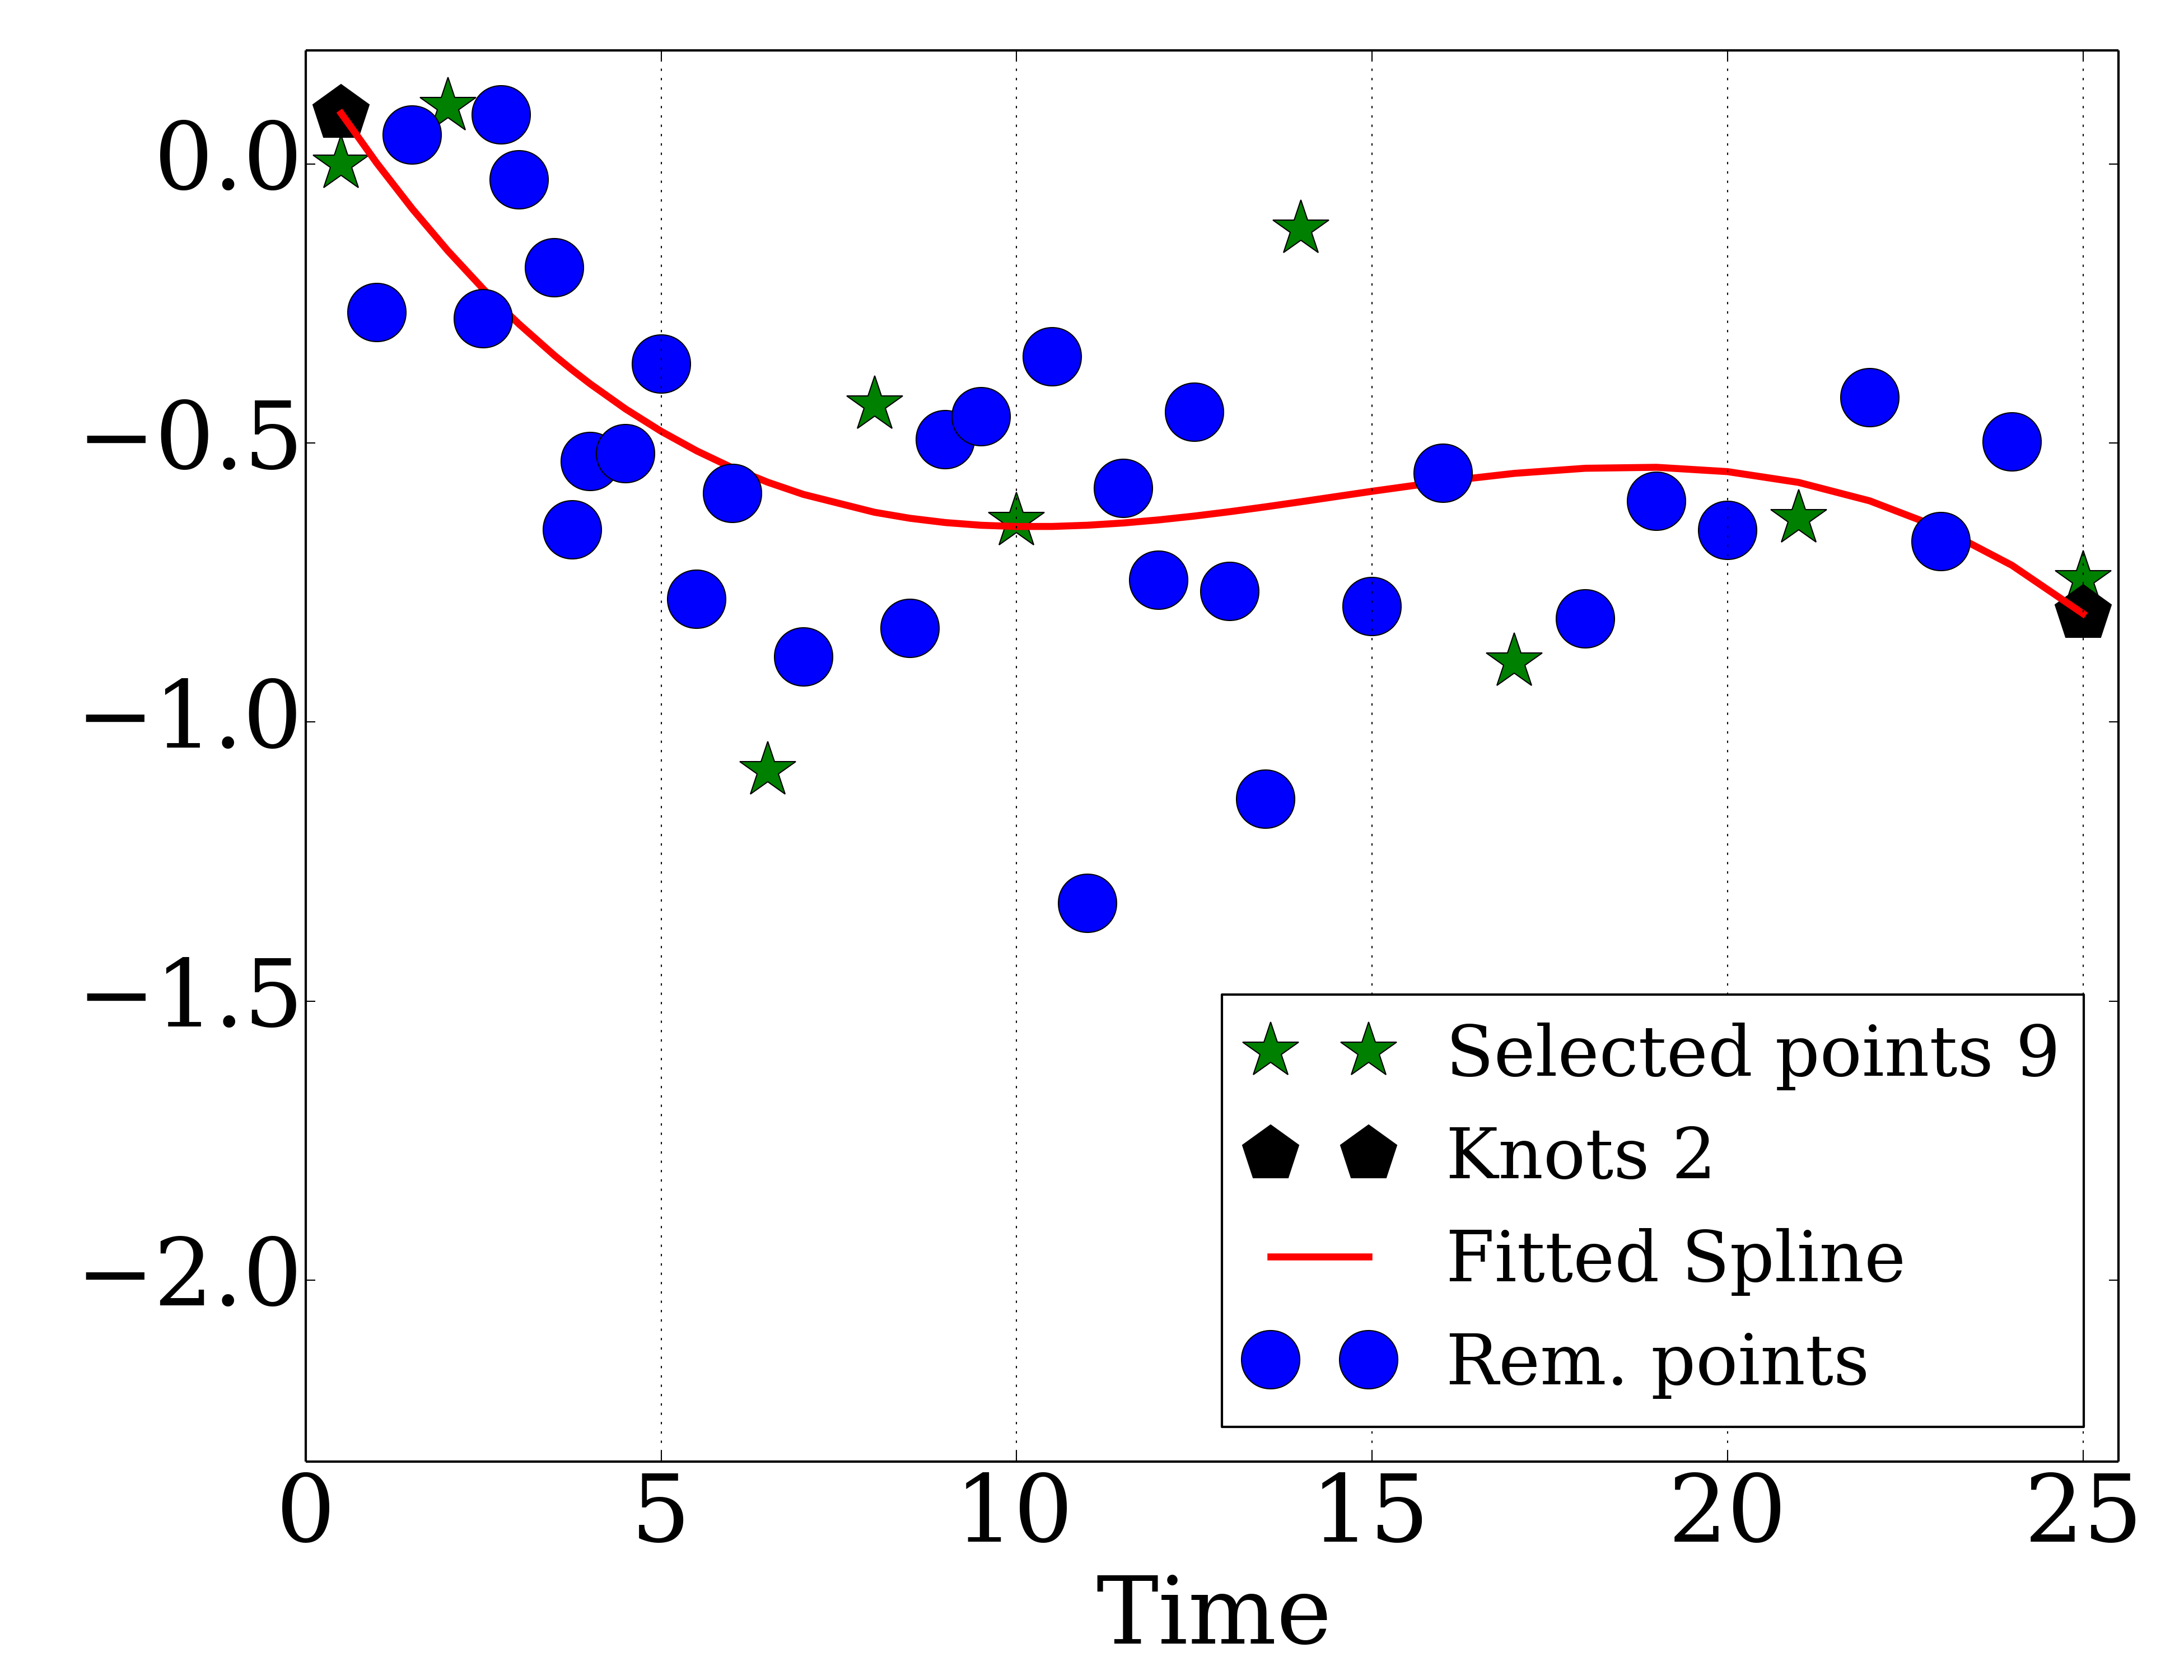 0.0
−0.5
−1.0
−1.5
−2.0
Selected points 9
Knots 2
Fitted Spline
Rem. points
0 5 10 15 20 25
Time